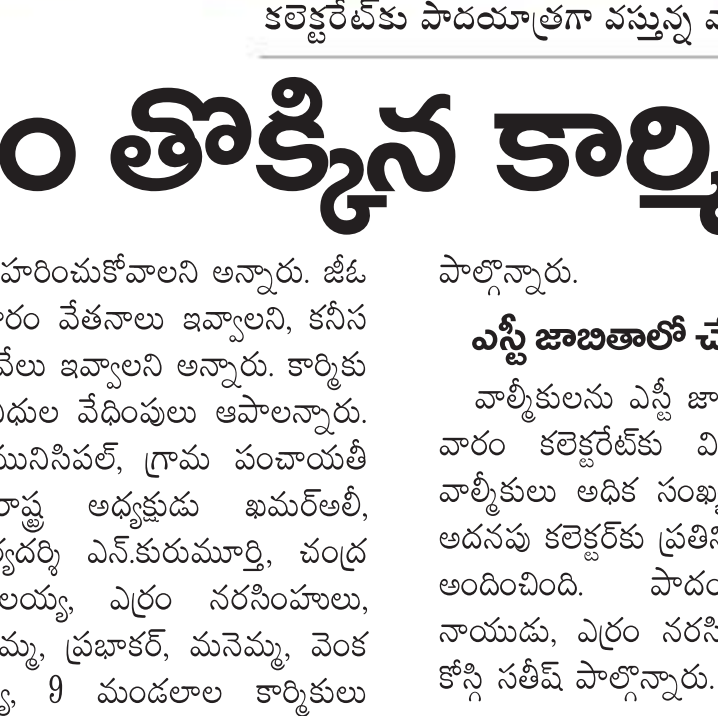 కలెక్టరేట్‌కు పాదయాత్రగా వస్తున్న
తొక్కిన కార్మి
హరించుకోవాలని అన్నారు. జీఓ
వేతనాలు ఇవ్వాలని, కనీస
వేలు ఇవ్వాలని అన్నారు. కార్మికు
వేధింపులు ఆపాలన్నారు.
మునిసిపల్, గ్రామ పంచాయతీ
రాష్ట్ర అధ్యక్షుడు ఖమర్‌అలీ,
ఎన్.కురుమూర్తి, చంద్ర
లయ్య, ఎర్రం నరసింహులు,
మ్మ, ప్రభాకర్, మనెమ్మ, వెంక
9 మండలాల కార్మికులు
పాల్గొన్నారు.
ఎస్టీ జాబితాలో చే
వాల్మీకులను ఎస్టీ జా
వారం కలెక్టరేట్‌కు వి
వాల్మీకులు అధిక సంఖ్య
అదనపు కలెక్టర్‌కు ప్రతిని
అందించింది. పాదం
నాయుడు, ఎర్రం నరసి
కోస్గి సతీష్ పాల్గొన్నారు.